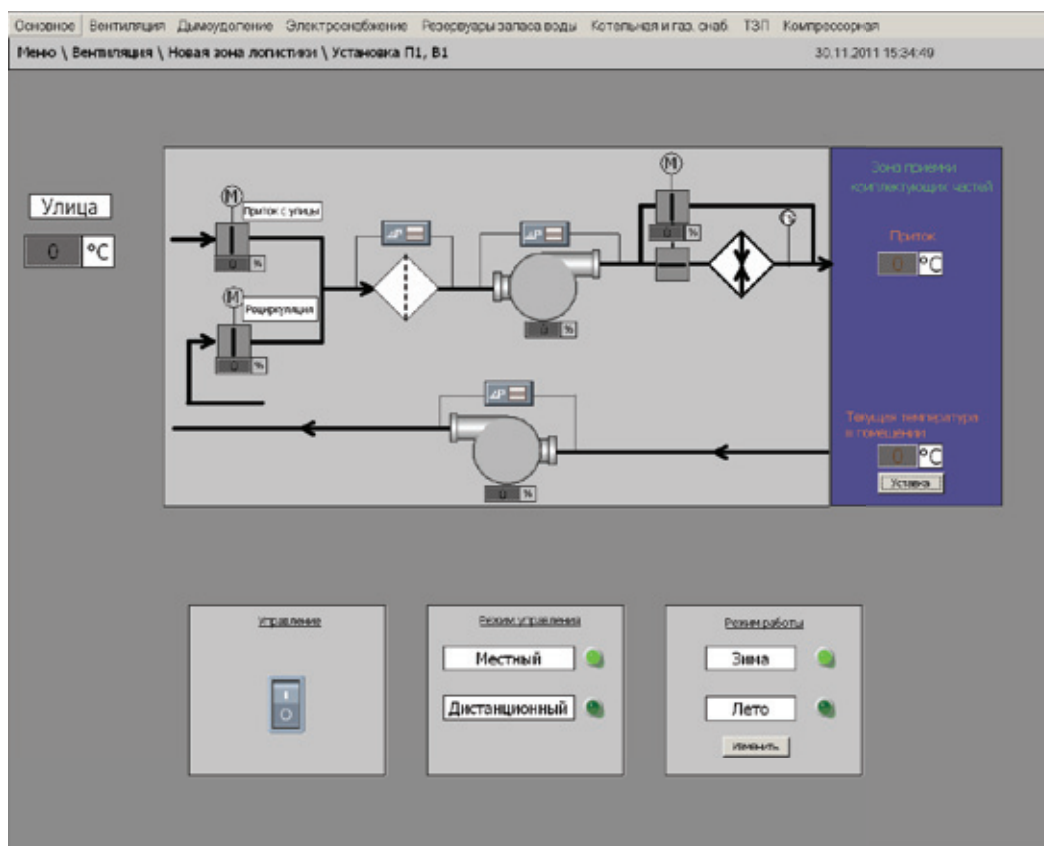 Основное Вентиляция Дымоудаление Электроснабжение Резервуары запаса воды Котельная и газ. снаб. ТЗП Компрессорная
Меню \ Вентиляция \ Новая зона логистики \ Установка П1, В1 30.11.2011 15:34:49
Зона приемки
комплектующих частей
M
M
Улица
Приток с улицы
0 °C
ΔP
ΔP
0 %
Приток
0 %
0 °C
M
Рециркуляция
0 %
0 %
ΔP
Текущая температура
в помещении
0 °C
Уставка
0 %
Управление
Режим управления
Режим работы
Местный
Зима
I
O
Дистанционный
Лето
Изменить